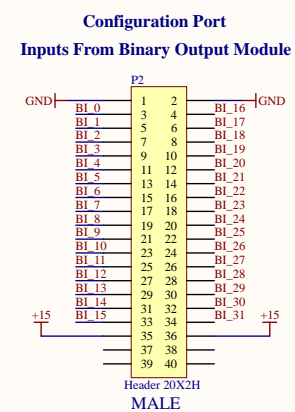 Configuration Port
Inputs From Binary Output Module
P2
GND 1 2 GND
BI_0 3 4 BI_16
BI_1 5 6 BI_17
BI_2 7 8 BI_18
BI_3 9 10 BI_19
BI_4 11 12 BI_20
BI_5 13 14 BI_21
BI_6 15 16 BI_22
BI_7 17 18 BI_23
BI_8 19 20 BI_24
BI_9 21 22 BI_25
BI_10 23 24 BI_26
BI_11 25 26 BI_27
BI_12 27 28 BI_28
BI_13 29 30 BI_29
BI_14 31 32 BI_30
BI_15 33 34 BI_31
+15 35 36 +15
37 38
39 40
Header 20X2H
MALE